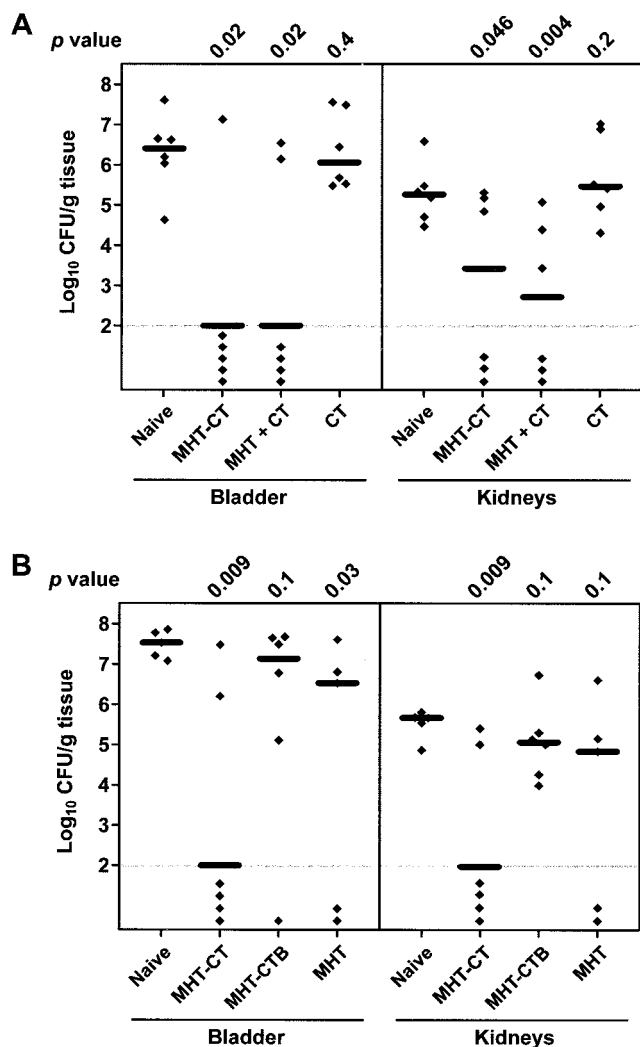 A
p value 0.02 0.02 0.4 0.046 0.004 0.2
Log10 CFU/g tissue
8
7
6
5
4
3
2
Naive MHT-CT MHT + CT CT Naive MHT-CT MHT + CT CT
Bladder Kidneys
B
p value 0.009 0.1 0.03 0.009 0.1 0.1
Log10 CFU/g tissue
8
7
6
5
4
3
2
Naive MHT-CT MHT-CTB MHT Naive MHT-CT MHT-CTB MHT
Bladder Kidneys